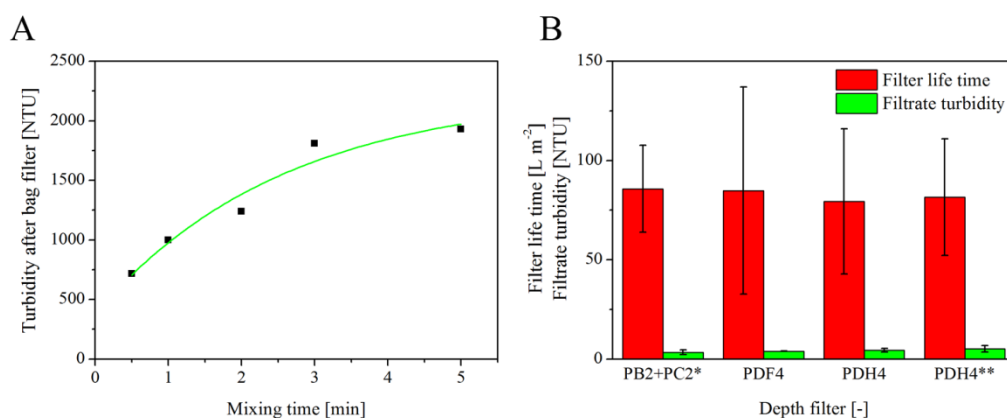 A
2500
2000
1500
1000
500
0
0
1
2
3
4
5
Turbidity after bag filter [NTU]
Mixing time [min]
B
150
100
50
0
Filter life time [L m⁻²]
Filtrate turbidity [NTU]
Filter life time
Filtrate turbidity
PB2+PC2*
PDF4
PDH4
PDH4**
Depth filter [-]